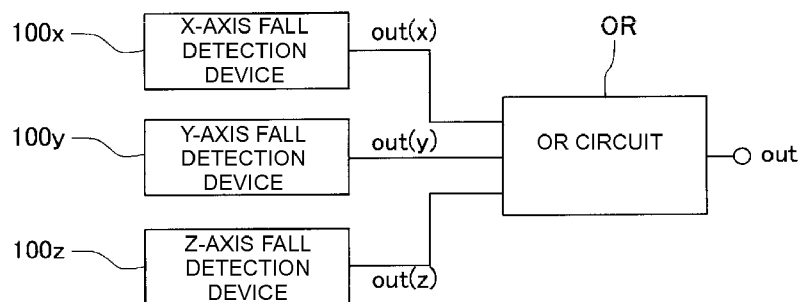 100x
X-AXIS FALL
DETECTION
DEVICE
out(x)
OR
100y
Y-AXIS FALL
DETECTION
DEVICE
out(y)
OR CIRCUIT
out
100z
Z-AXIS FALL
DETECTION
DEVICE
out(z)